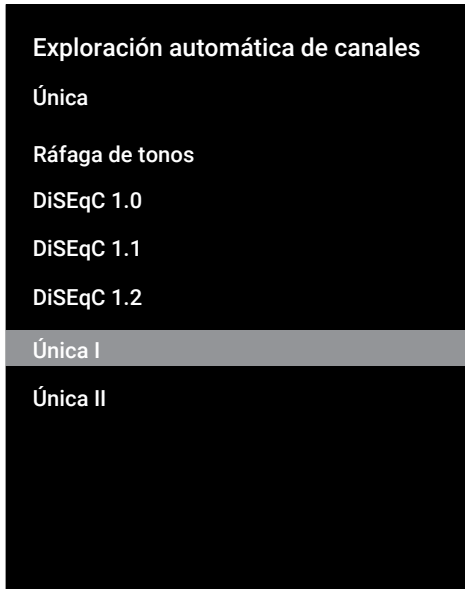 Exploración automática de canales
Única
Ráfaga de tonos
DiSEqC 1.0
DiSEqC 1.1
DiSEqC 1.2
Única I
Única II